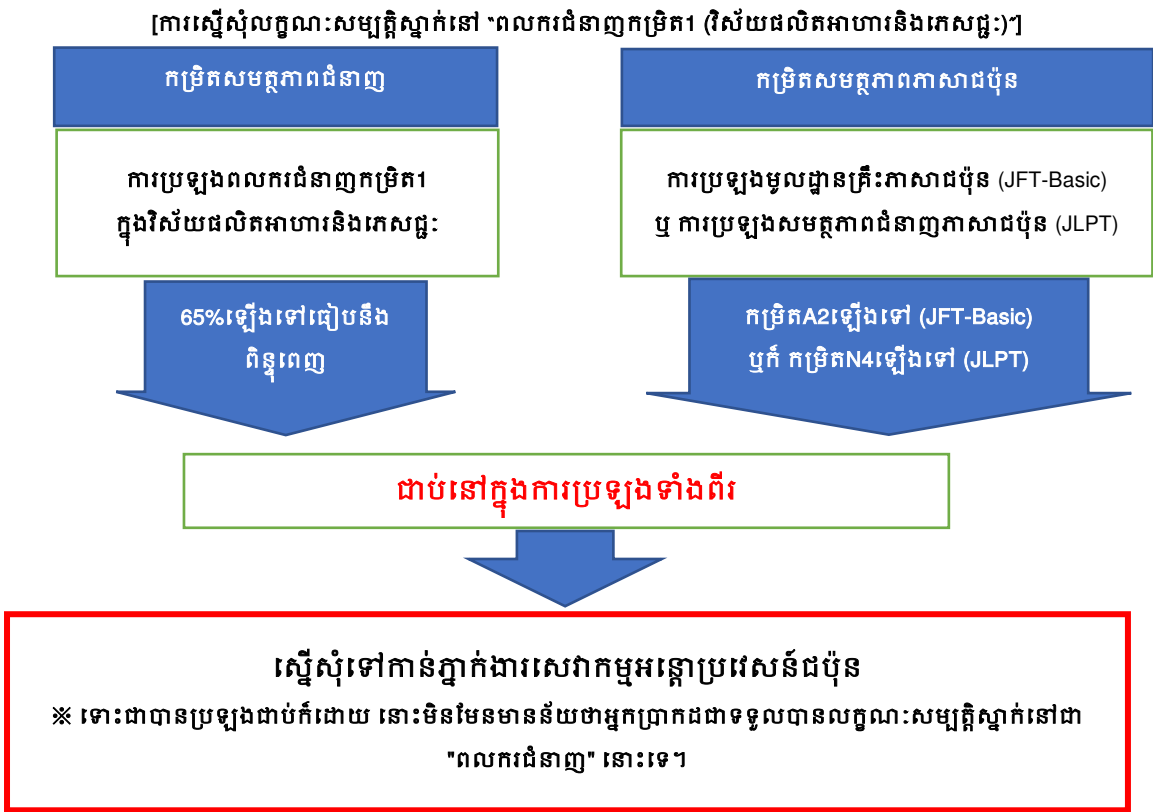 [ការស្នើសុំលក្ខណៈសម្បត្តិស្នាក់នៅ “ពលករជំនាញកម្រិត1 (វិស័យផលិតអាហារនិងភេសជ្ជៈ)”]
កម្រិតសមត្ថភាពជំនាញ
កម្រិតសមត្ថភាពភាសាជប៉ុន
ការប្រឡងពលករជំនាញកម្រិត1
ក្នុងវិស័យផលិតអាហារនិងភេសជ្ជៈ
ការប្រឡងមូលដ្ឋានគ្រឹះភាសាជប៉ុន (JFT-Basic)
ឬ ការប្រឡងសមត្ថភាពជំនាញភាសាជប៉ុន (JLPT)
65%ឡើងទៅធៀបនឹង
ពិន្ទុពេញ
កម្រិតA2ឡើងទៅ (JFT-Basic)
ឬក៏ កម្រិតN4ឡើងទៅ (JLPT)
ជាប់នៅក្នុងការប្រឡងទាំងពីរ
ស្នើសុំទៅកាន់ភ្នាក់ងារសេវាកម្មអន្តោប្រវេសន៍ជប៉ុន
※ ទោះជាបានប្រឡងជាប់ក៏ដោយ នោះមិនមែនមានន័យថាអ្នកប្រាកដជាទទួលបានលក្ខណៈសម្បត្តិស្នាក់នៅជា
"ពលករជំនាញ" នោះទេ។